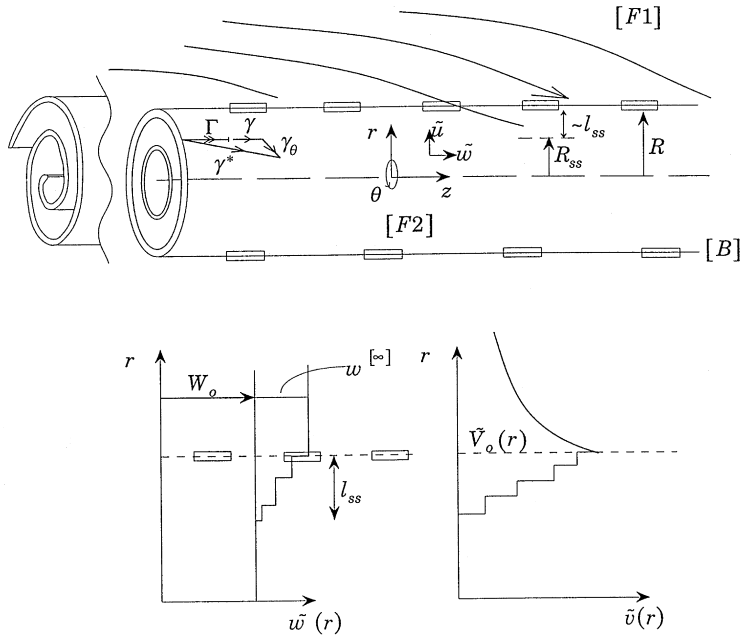 [F1]
Γ γ
γ*
γθ
r
ũ
w̃
θ
z
~lss
Rss
R
[F2]
[B]
r
Wo
w[∞]
lss
w̃ (r)
r
Ṽo(r)
ṽ(r)